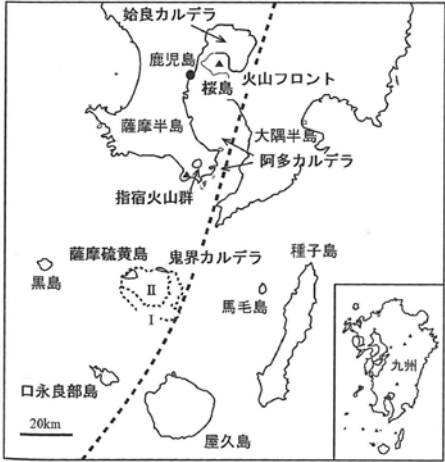 姶良カルデラ
鹿児島
桜島
火山フロント
薩摩半島
大隅半島
阿多カルデラ
指宿火山群
薩摩硫黄島
鬼界カルデラ
種子島
黒島
馬毛島
II
I
九州
口永良部島
20km
屋久島